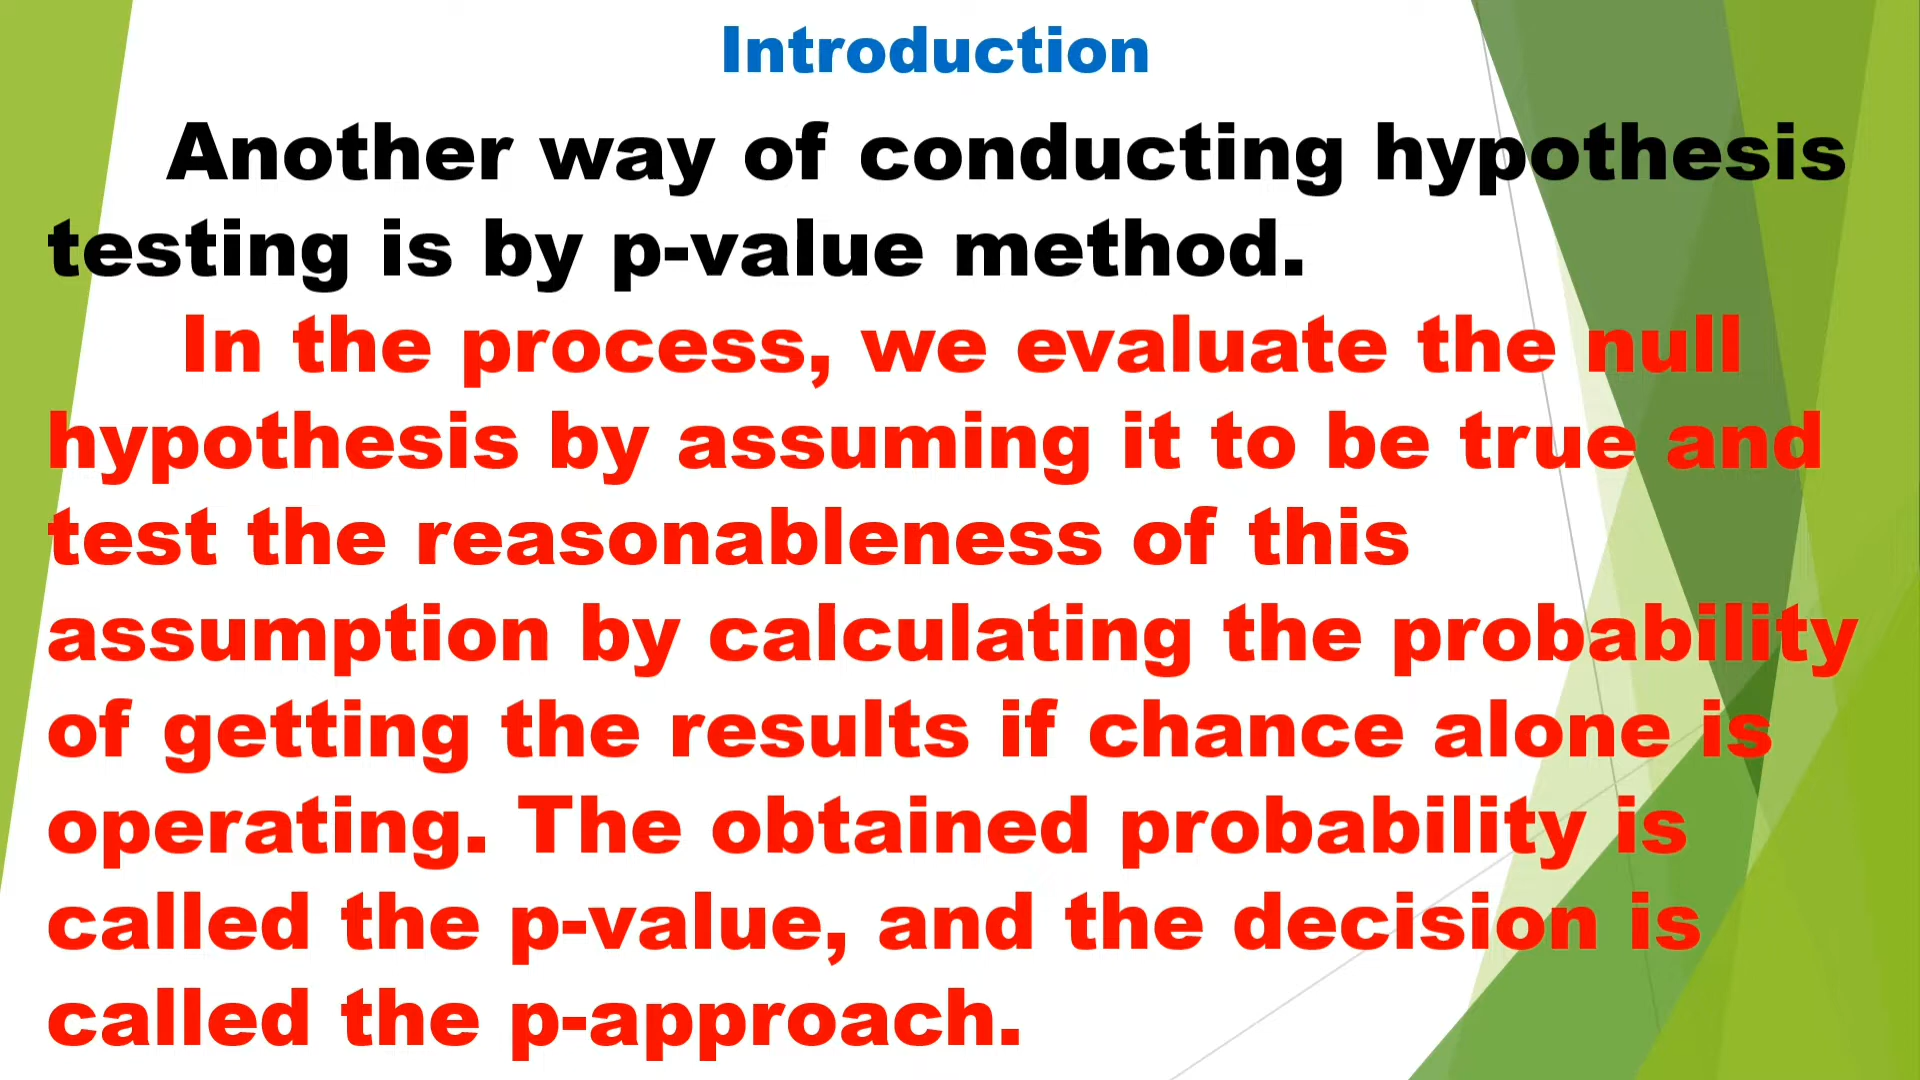 Introduction
Another way of conducting hypothesis
testing is by p-value method.
In the process, we evaluate the null
hypothesis by assuming it to be true and
test the reasonableness of this
assumption by calculating the probability
of getting the results if chance alone is
operating. The obtained probability is
called the p-value, and the decision is
called the p-approach.